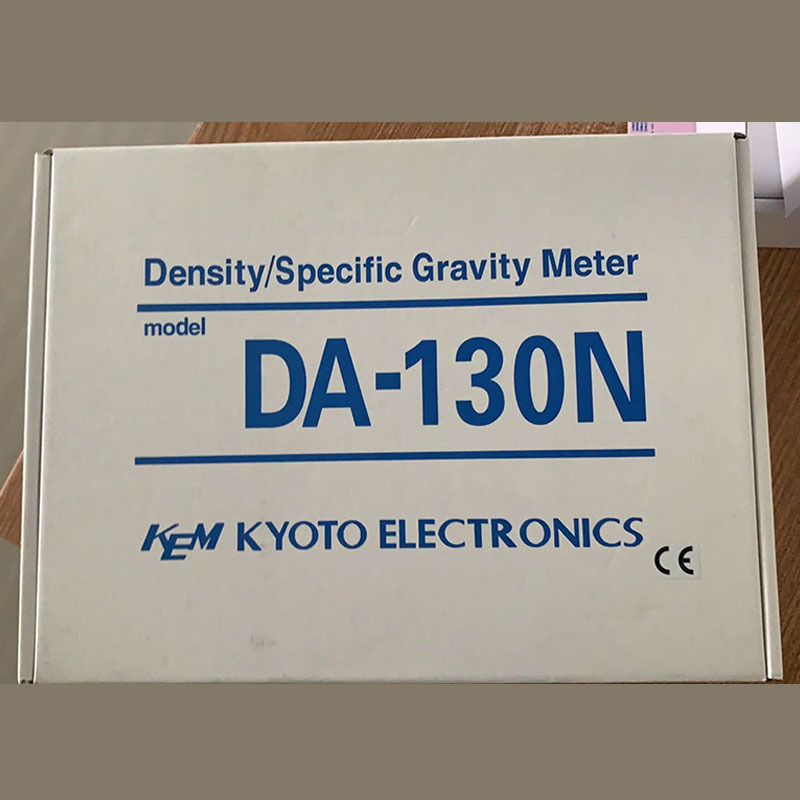 Density/Specific Gravity Meter
model
DA-130N
KEM KYOTO ELECTRONICS
CE